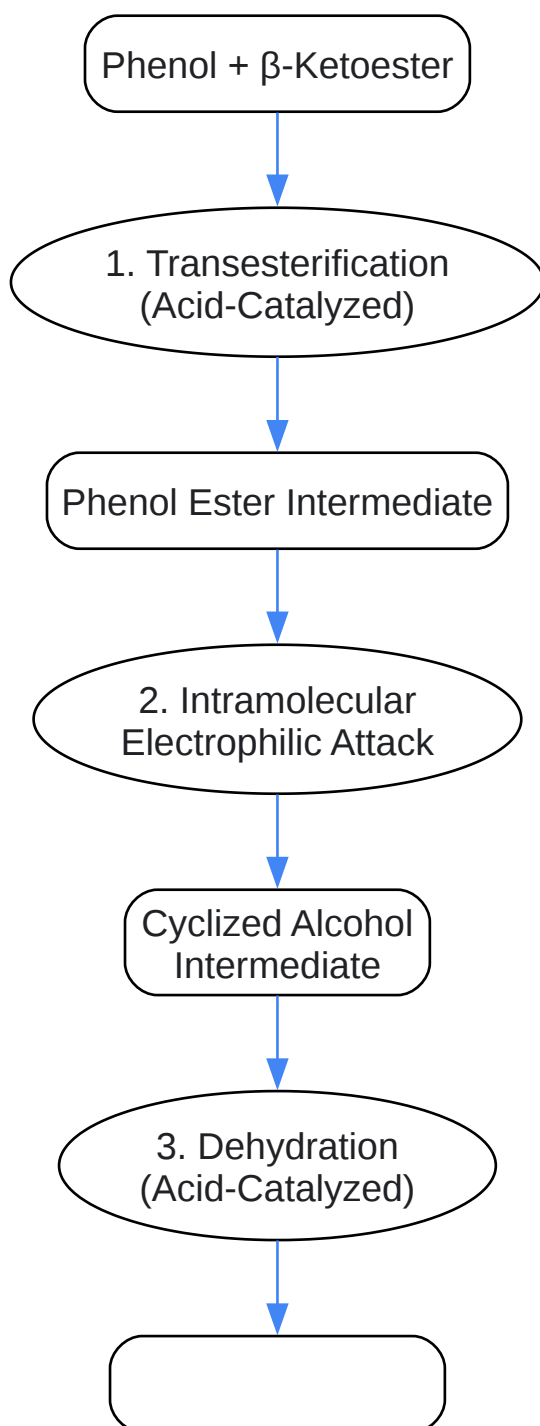 Phenol + β-Ketoester
1. Transesterification
(Acid-Catalyzed)
Phenol Ester Intermediate
2. Intramolecular
Electrophilic Attack
Cyclized Alcohol
Intermediate
3. Dehydration
(Acid-Catalyzed)